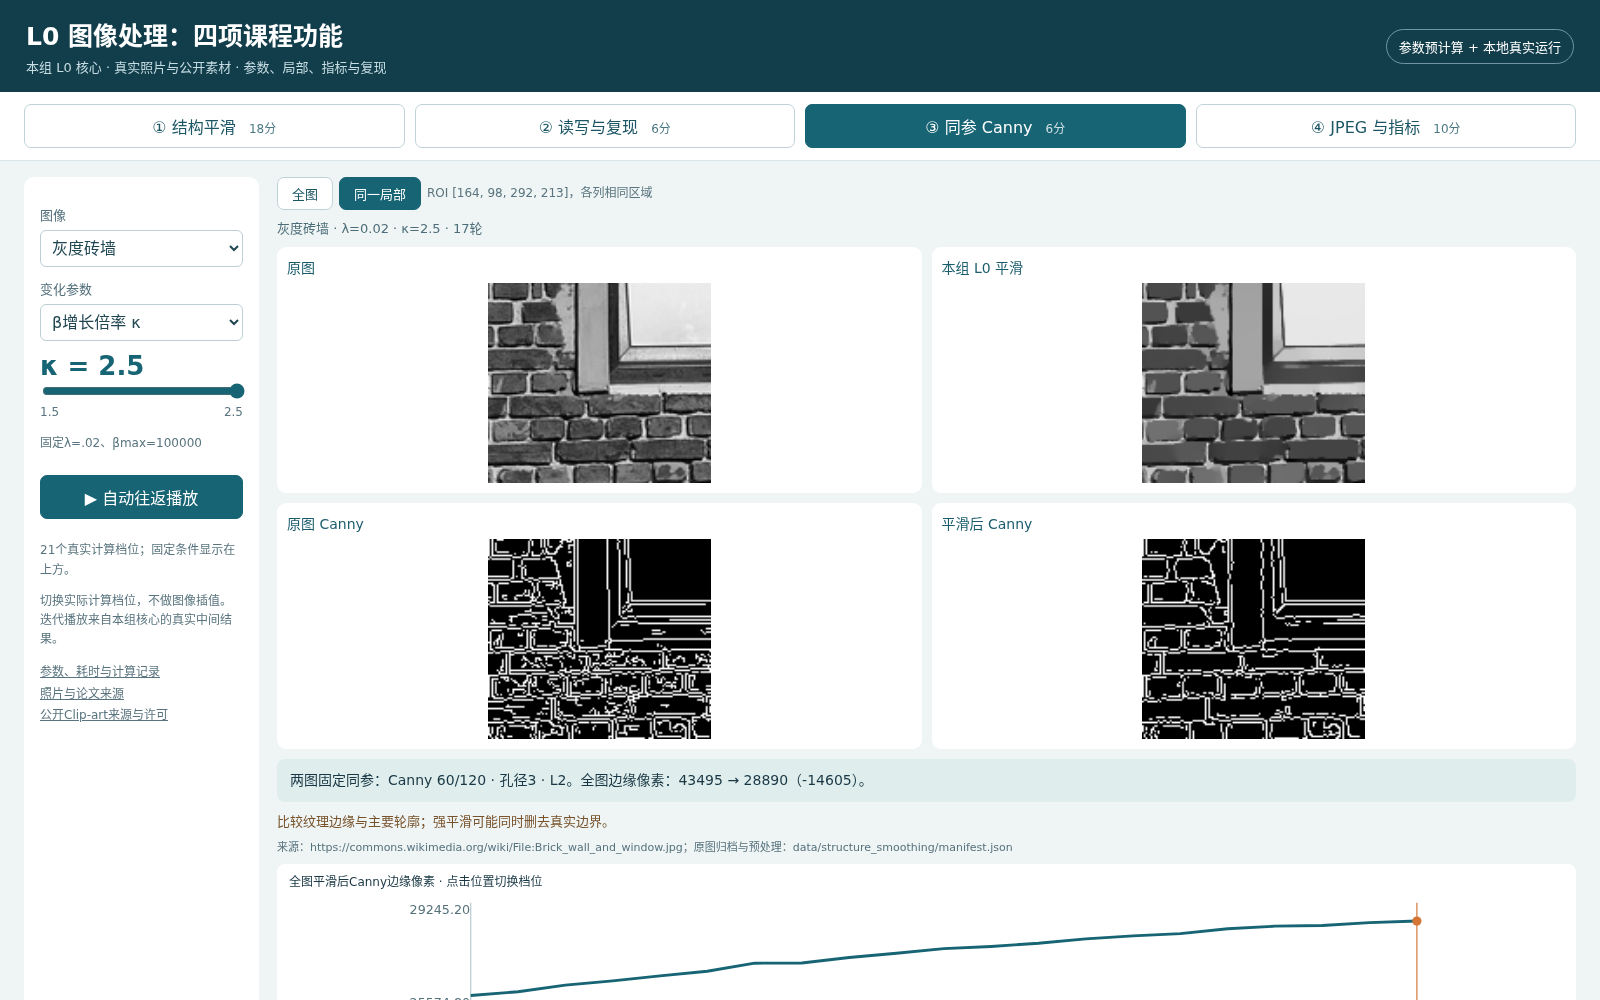 L0 图像处理：四项课程功能
本组 L0 核心 · 真实照片与公开素材 · 参数、局部、指标与复现
参数预计算 + 本地真实运行
① 结构平滑 18分
② 读写与复现 6分
③ 同参 Canny 6分
④ JPEG 与指标 10分
图像
灰度砖墙
变化参数
β增长倍率 κ
κ = 2.5
1.5 2.5
固定λ=.02、βmax=100000
▶ 自动往返播放
21个真实计算档位；固定条件显示在
上方。
切换实际计算档位，不做图像插值。
迭代播放来自本组核心的真实中间结
果。
参数、耗时与计算记录
照片与论文来源
公开Clip-art来源与许可
全图 同一局部 ROI [164, 98, 292, 213]，各列相同区域
灰度砖墙 · λ=0.02 · κ=2.5 · 17轮
原图
本组 L0 平滑
原图 Canny
平滑后 Canny
两图固定同参：Canny 60/120 · 孔径3 · L2。全图边缘像素：43495 → 28890（-14605）。
比较纹理边缘与主要轮廓；强平滑可能同时删去真实边界。
来源：https://commons.wikimedia.org/wiki/File:Brick_wall_and_window.jpg；原图归档与预处理：data/structure_smoothing/manifest.json
全图平滑后Canny边缘像素 · 点击位置切换档位
29245.20